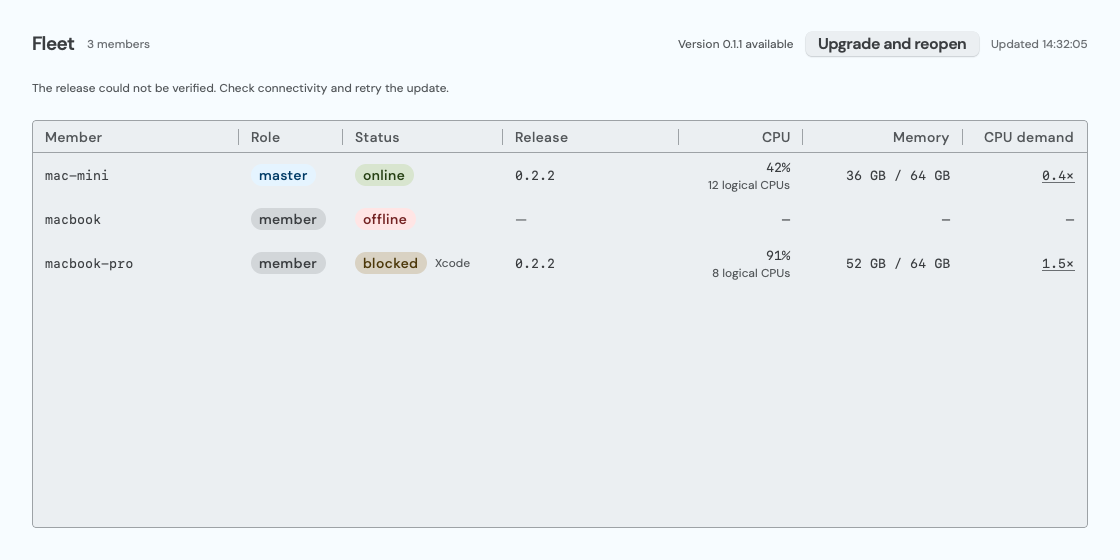 Fleet 3 members Version 0.1.1 available Upgrade and reopen Updated 14:32:05
The release could not be verified. Check connectivity and retry the update.
Member Role Status Release CPU Memory CPU demand
mac-mini master online 0.2.2 42% 36 GB / 64 GB 0.4×
12 logical CPUs
macbook member offline — — — —
macbook-pro member blocked Xcode 0.2.2 91% 52 GB / 64 GB 1.5×
8 logical CPUs